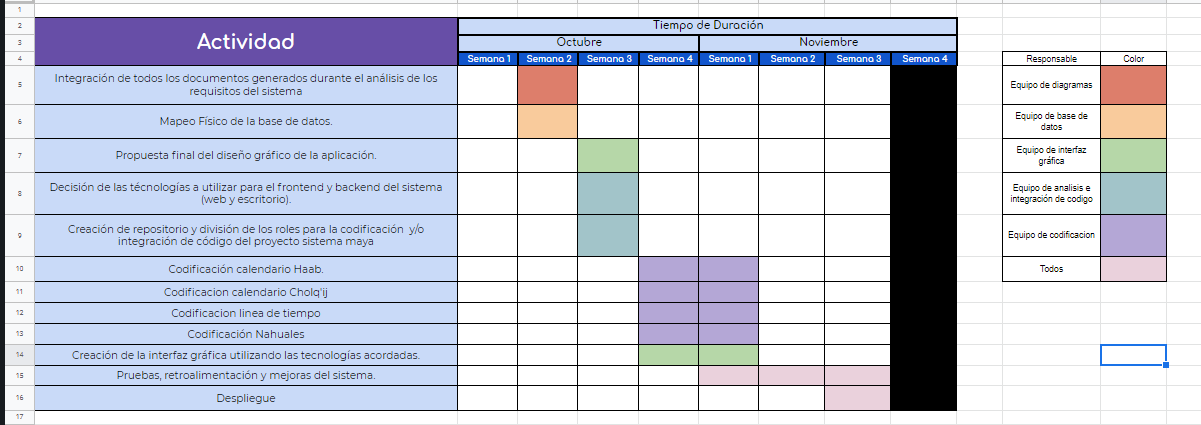 1
2
Tiempo de Duración
Actividad
3
Octubre
Noviembre
4
Semana 1
Semana 2
Semana 3
Semana 4
Semana 1
Semana 2
Semana 3
Semana 4
Responsable
Color
5
Integración de todos los documentos generados durante el análisis de los
requisitos del sistema
Equipo de diagramas
6
Mapeo Físico de la base de datos.
Equipo de base de
datos
7
Propuesta final del diseño gráfico de la aplicación.
Equipo de interfaz
gráfica
8
Decisión de las técnologías a utilizar para el frontend y backend del sistema
(web y escritorio).
Equipo de analisis e
integración de codigo
9
Creación de repositorio y división de los roles para la codificación y/o
integración de código del proyecto sistema maya
Equipo de codificacion
10
Codificación calendario Haab.
Todos
11
Codificacion calendario Cholq'ij
12
Codificacion linea de tiempo
13
Codificación Nahuales
14
Creación de la interfaz gráfica utilizando las tecnologías acordadas.
15
Pruebas, retroalimentación y mejoras del sistema.
16
Despliegue
17